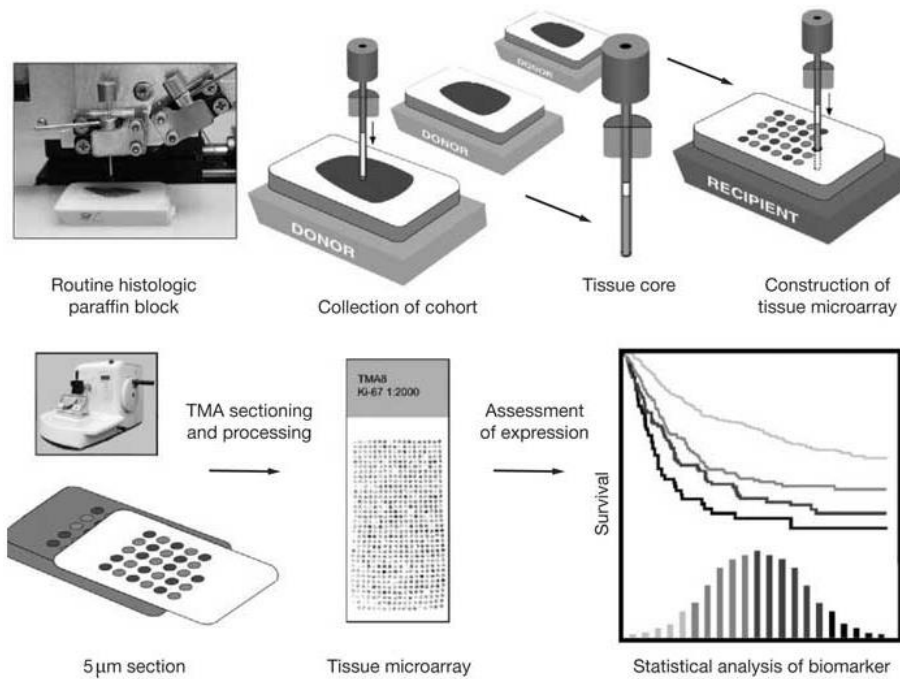 DONOR
DONOR
DONOR
RECIPIENT
Routine histologic
paraffin block
Collection of cohort
Tissue core
Construction of
tissue microarray
TMA sectioning
and processing
TMA8
Ki-67 1:2000
Assessment
of expression
Survival
5 µm section
Tissue microarray
Statistical analysis of biomarker